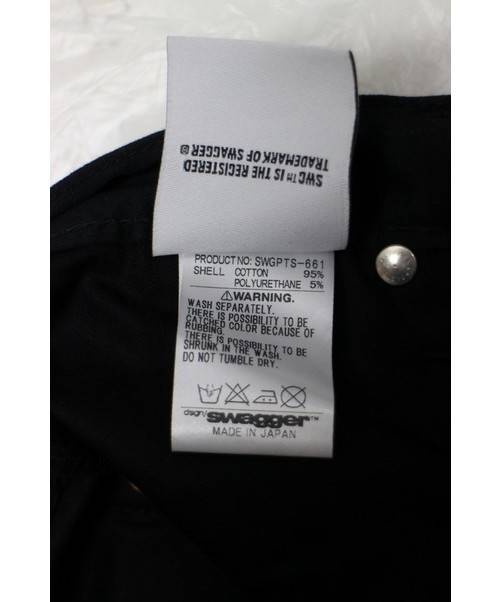 SWG™ IS THE REGISTERED
TRADEMARK OF SWAGGER®
PRODUCT NO: SWGPTS-661
SHELL COTTON 95%
POLYURETHANE 5%
⚠WARNING.
WASH SEPARATELY.
THERE IS POSSIBILITY TO BE
CATCHED COLOR BECAUSE OF
RUBBING.
THERE IS POSSIBILITY TO BE
SHRUNK IN THE WASH.
DO NOT TUMBLE DRY.
dsgn/swagger™
MADE IN JAPAN